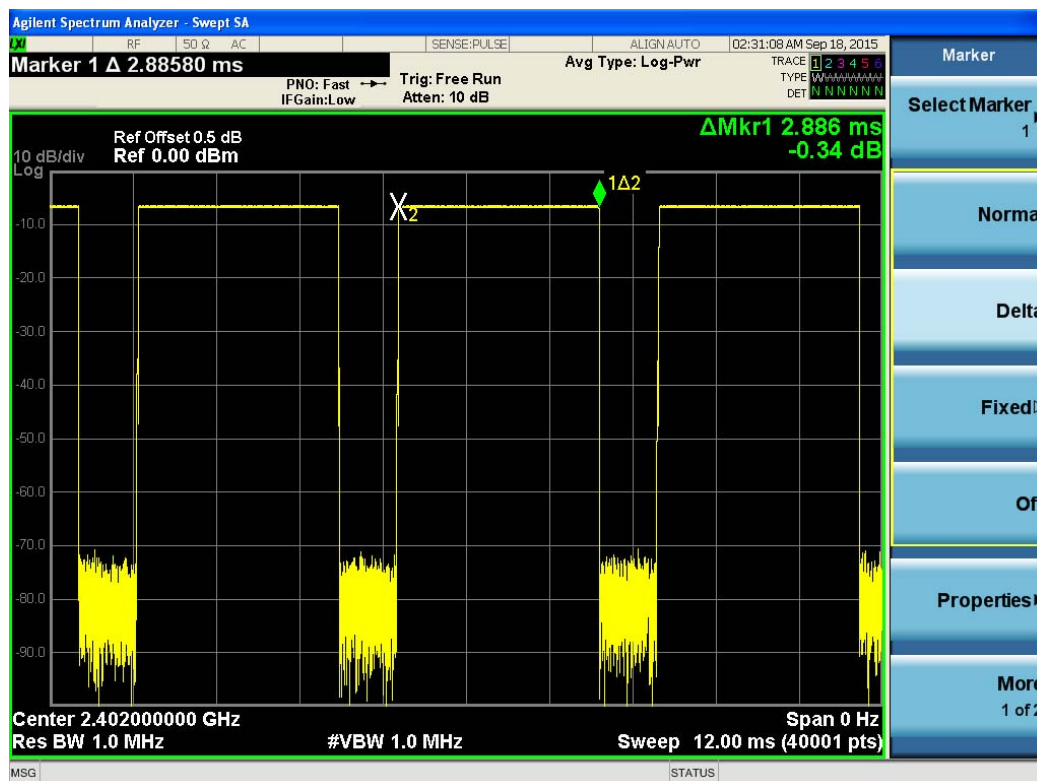 Agilent Spectrum Analyzer - Swept SA
LXI RF 50 Ω AC SENSE:PULSE ALIGN AUTO 02:31:08 AM Sep 18, 2015
Marker 1 Δ 2.88580 ms
PNO: Fast
IFGain:Low
Trig: Free Run
Atten: 10 dB
Avg Type: Log-Pwr
TRACE 1 2 3 4 5 6
TYPE
DET N N N N N N
Ref Offset 0.5 dB
10 dB/div Ref 0.00 dBm
Log
ΔMkr1 2.886 ms
-0.34 dB
1Δ2
2
-10.0
-20.0
-30.0
-40.0
-50.0
-60.0
-70.0
-80.0
-90.0
Center 2.402000000 GHz Span 0 Hz
Res BW 1.0 MHz #VBW 1.0 MHz Sweep 12.00 ms (40001 pts)
MSG STATUS
Marker
Select Marker
1
Norma
Delta
Fixed
Of
Properties
More
1 of 2